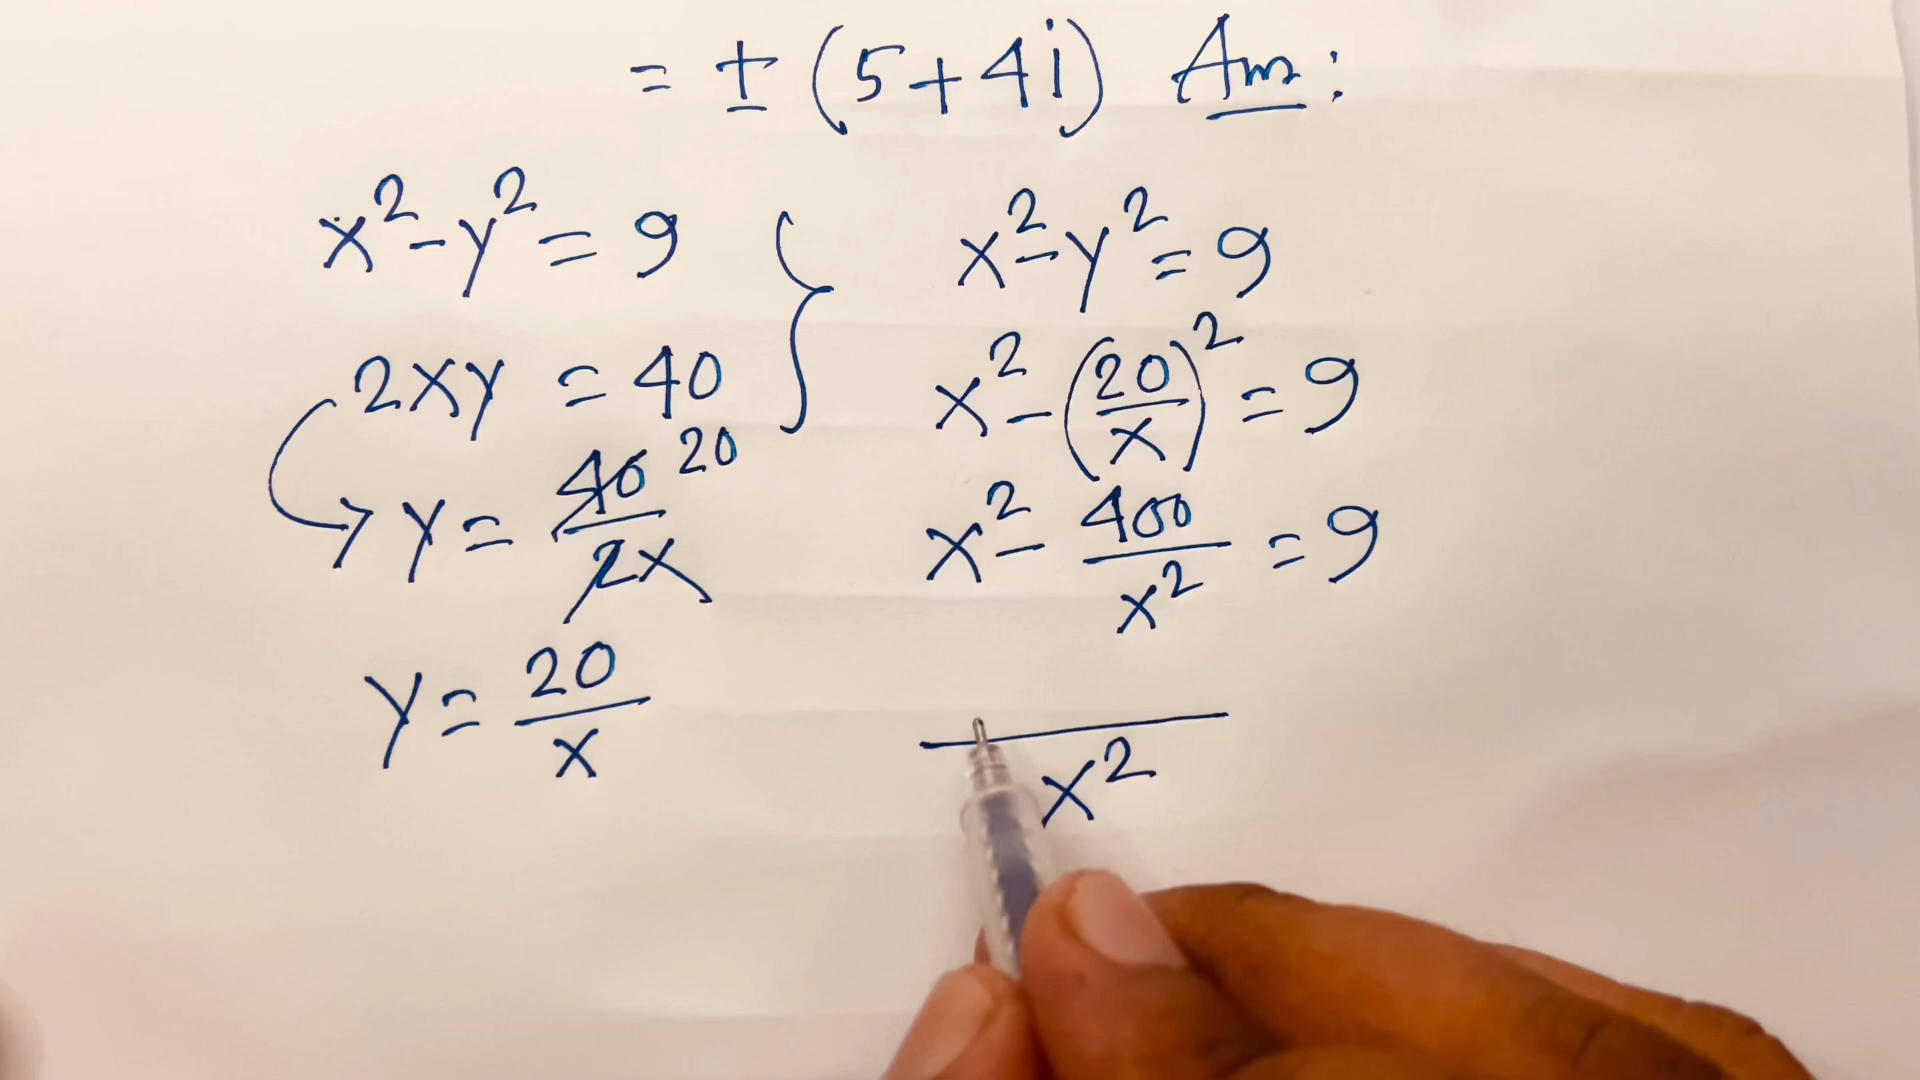 = ± (5+4i) Ans:
x²-y² = 9
2xy = 40
y = 40/2x 20
y = 20/x
x²-y² = 9
x² - (20/x)² = 9
x² - 400/x² = 9
/x²